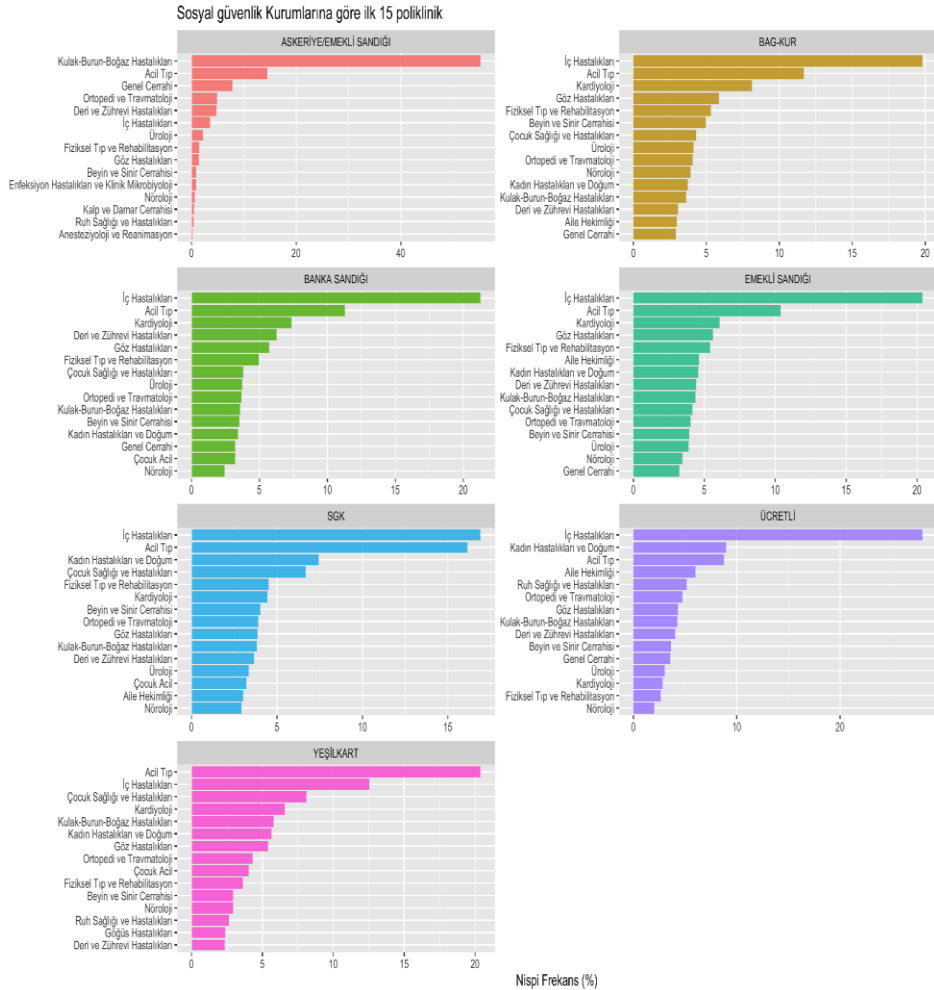 Sosyal güvenlik Kurumlarına göre ilk 15 poliklinik
ASKERİYE/EMEKLİ SANDIĞI
Kulak-Burun-Boğaz Hastalıkları
Acil Tıp
Genel Cerrahi
Ortopedi ve Travmatoloji
Deri ve Zührevi Hastalıkları
İç Hastalıkları
Üroloji
Fiziksel Tıp ve Rehabilitasyon
Göz Hastalıkları
Beyin ve Sinir Cerrahisi
Enfeksiyon Hastalıkları ve Klinik Mikrobiyoloji
Nöroloji
Kalp ve Damar Cerrahisi
Ruh Sağlığı ve Hastalıkları
Anesteziyoloji ve Reanimasyon
0 20 40
BAG-KUR
İç Hastalıkları
Acil Tıp
Kardiyoloji
Göz Hastalıkları
Fiziksel Tıp ve Rehabilitasyon
Beyin ve Sinir Cerrahisi
Çocuk Sağlığı ve Hastalıkları
Üroloji
Ortopedi ve Travmatoloji
Nöroloji
Kadın Hastalıkları ve Doğum
Kulak-Burun-Boğaz Hastalıkları
Deri ve Zührevi Hastalıkları
Aile Hekimliği
Genel Cerrahi
0 5 10 15 20
BANKA SANDIĞI
İç Hastalıkları
Acil Tıp
Kardiyoloji
Deri ve Zührevi Hastalıkları
Göz Hastalıkları
Fiziksel Tıp ve Rehabilitasyon
Çocuk Sağlığı ve Hastalıkları
Üroloji
Ortopedi ve Travmatoloji
Kulak-Burun-Boğaz Hastalıkları
Beyin ve Sinir Cerrahisi
Kadın Hastalıkları ve Doğum
Genel Cerrahi
Çocuk Acil
Nöroloji
0 5 10 15 20
EMEKLİ SANDIĞI
İç Hastalıkları
Acil Tıp
Kardiyoloji
Göz Hastalıkları
Fiziksel Tıp ve Rehabilitasyon
Aile Hekimliği
Kadın Hastalıkları ve Doğum
Deri ve Zührevi Hastalıkları
Kulak-Burun-Boğaz Hastalıkları
Çocuk Sağlığı ve Hastalıkları
Ortopedi ve Travmatoloji
Beyin ve Sinir Cerrahisi
Üroloji
Nöroloji
Genel Cerrahi
0 5 10 15 20
SGK
İç Hastalıkları
Acil Tıp
Kadın Hastalıkları ve Doğum
Çocuk Sağlığı ve Hastalıkları
Fiziksel Tıp ve Rehabilitasyon
Kardiyoloji
Beyin ve Sinir Cerrahisi
Ortopedi ve Travmatoloji
Göz Hastalıkları
Kulak-Burun-Boğaz Hastalıkları
Deri ve Zührevi Hastalıkları
Üroloji
Çocuk Acil
Aile Hekimliği
Nöroloji
0 5 10 15
ÜCRETLİ
İç Hastalıkları
Kadın Hastalıkları ve Doğum
Acil Tıp
Aile Hekimliği
Ruh Sağlığı ve Hastalıkları
Ortopedi ve Travmatoloji
Göz Hastalıkları
Kulak-Burun-Boğaz Hastalıkları
Deri ve Zührevi Hastalıkları
Beyin ve Sinir Cerrahisi
Genel Cerrahi
Üroloji
Kardiyoloji
Fiziksel Tıp ve Rehabilitasyon
Nöroloji
0 10 20
YEŞİLKART
Acil Tıp
İç Hastalıkları
Çocuk Sağlığı ve Hastalıkları
Kardiyoloji
Kulak-Burun-Boğaz Hastalıkları
Kadın Hastalıkları ve Doğum
Göz Hastalıkları
Ortopedi ve Travmatoloji
Çocuk Acil
Fiziksel Tıp ve Rehabilitasyon
Beyin ve Sinir Cerrahisi
Nöroloji
Ruh Sağlığı ve Hastalıkları
Göğüs Hastalıkları
Deri ve Zührevi Hastalıkları
0 5 10 15 20
Nispi Frekans (%)